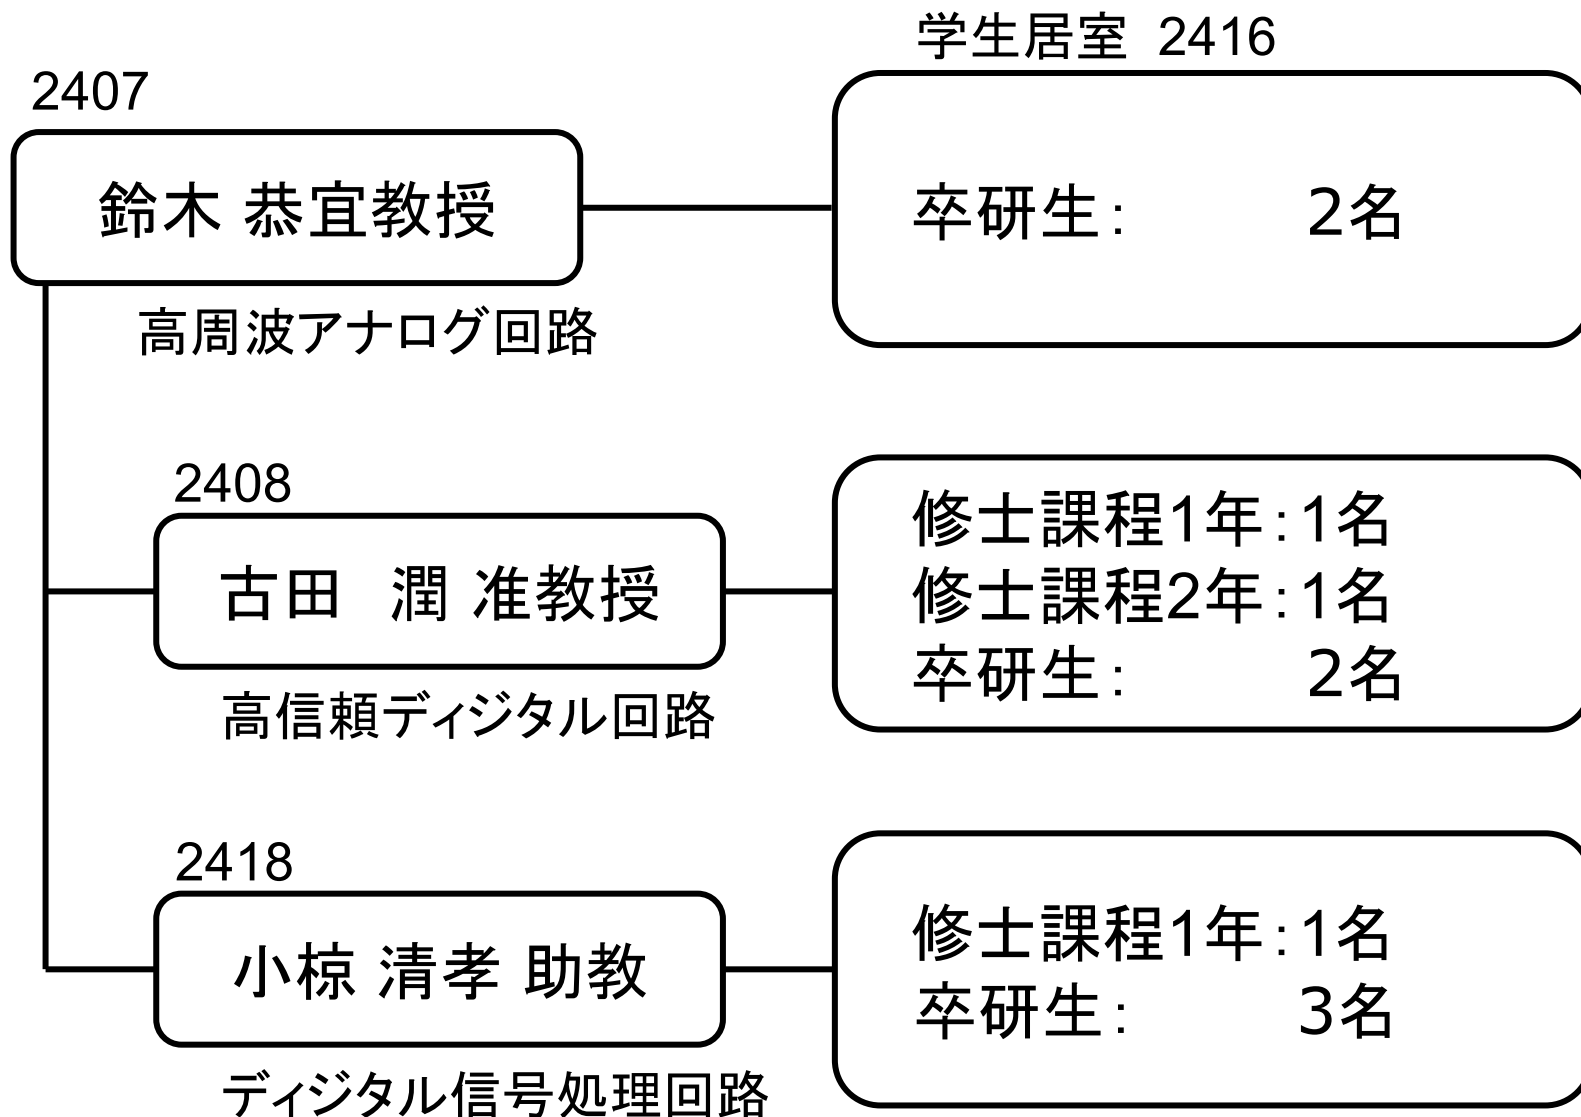 学生居室 2416
2407
鈴木 恭宜教授
卒研生: 2名
高周波アナログ回路
2408
古田 潤 准教授
修士課程1年:1名
修士課程2年:1名
卒研生: 2名
高信頼ディジタル回路
2418
小椋 清孝 助教
修士課程1年:1名
卒研生: 3名
ディジタル信号処理回路